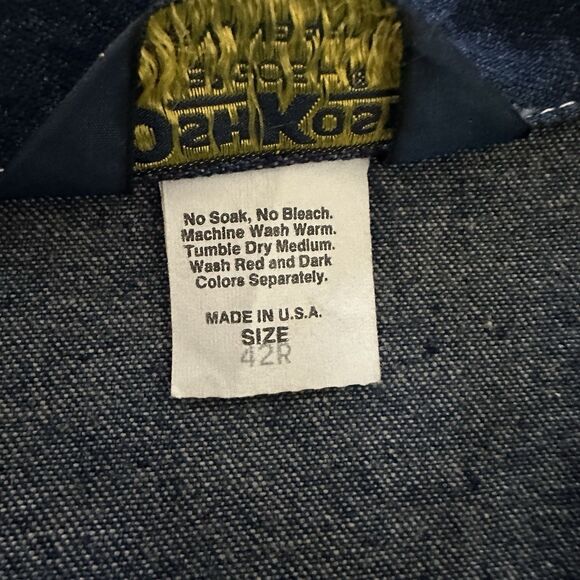 OSHKOSH
No Soak, No Bleach.
Machine Wash Warm.
Tumble Dry Medium.
Wash Red and Dark
Colors Separately.
MADE IN U.S.A.
SIZE
42R